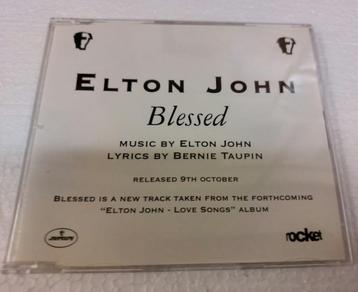 ELTON JOHN
Blessed
MUSIC BY ELTON JOHN
LYRICS BY BERNIE TAUPIN
RELEASED 9TH OCTOBER
BLESSED IS A NEW TRACK TAKEN FROM THE FORTHCOMING
"ELTON JOHN - LOVE SONGS" ALBUM
mercury
rocket